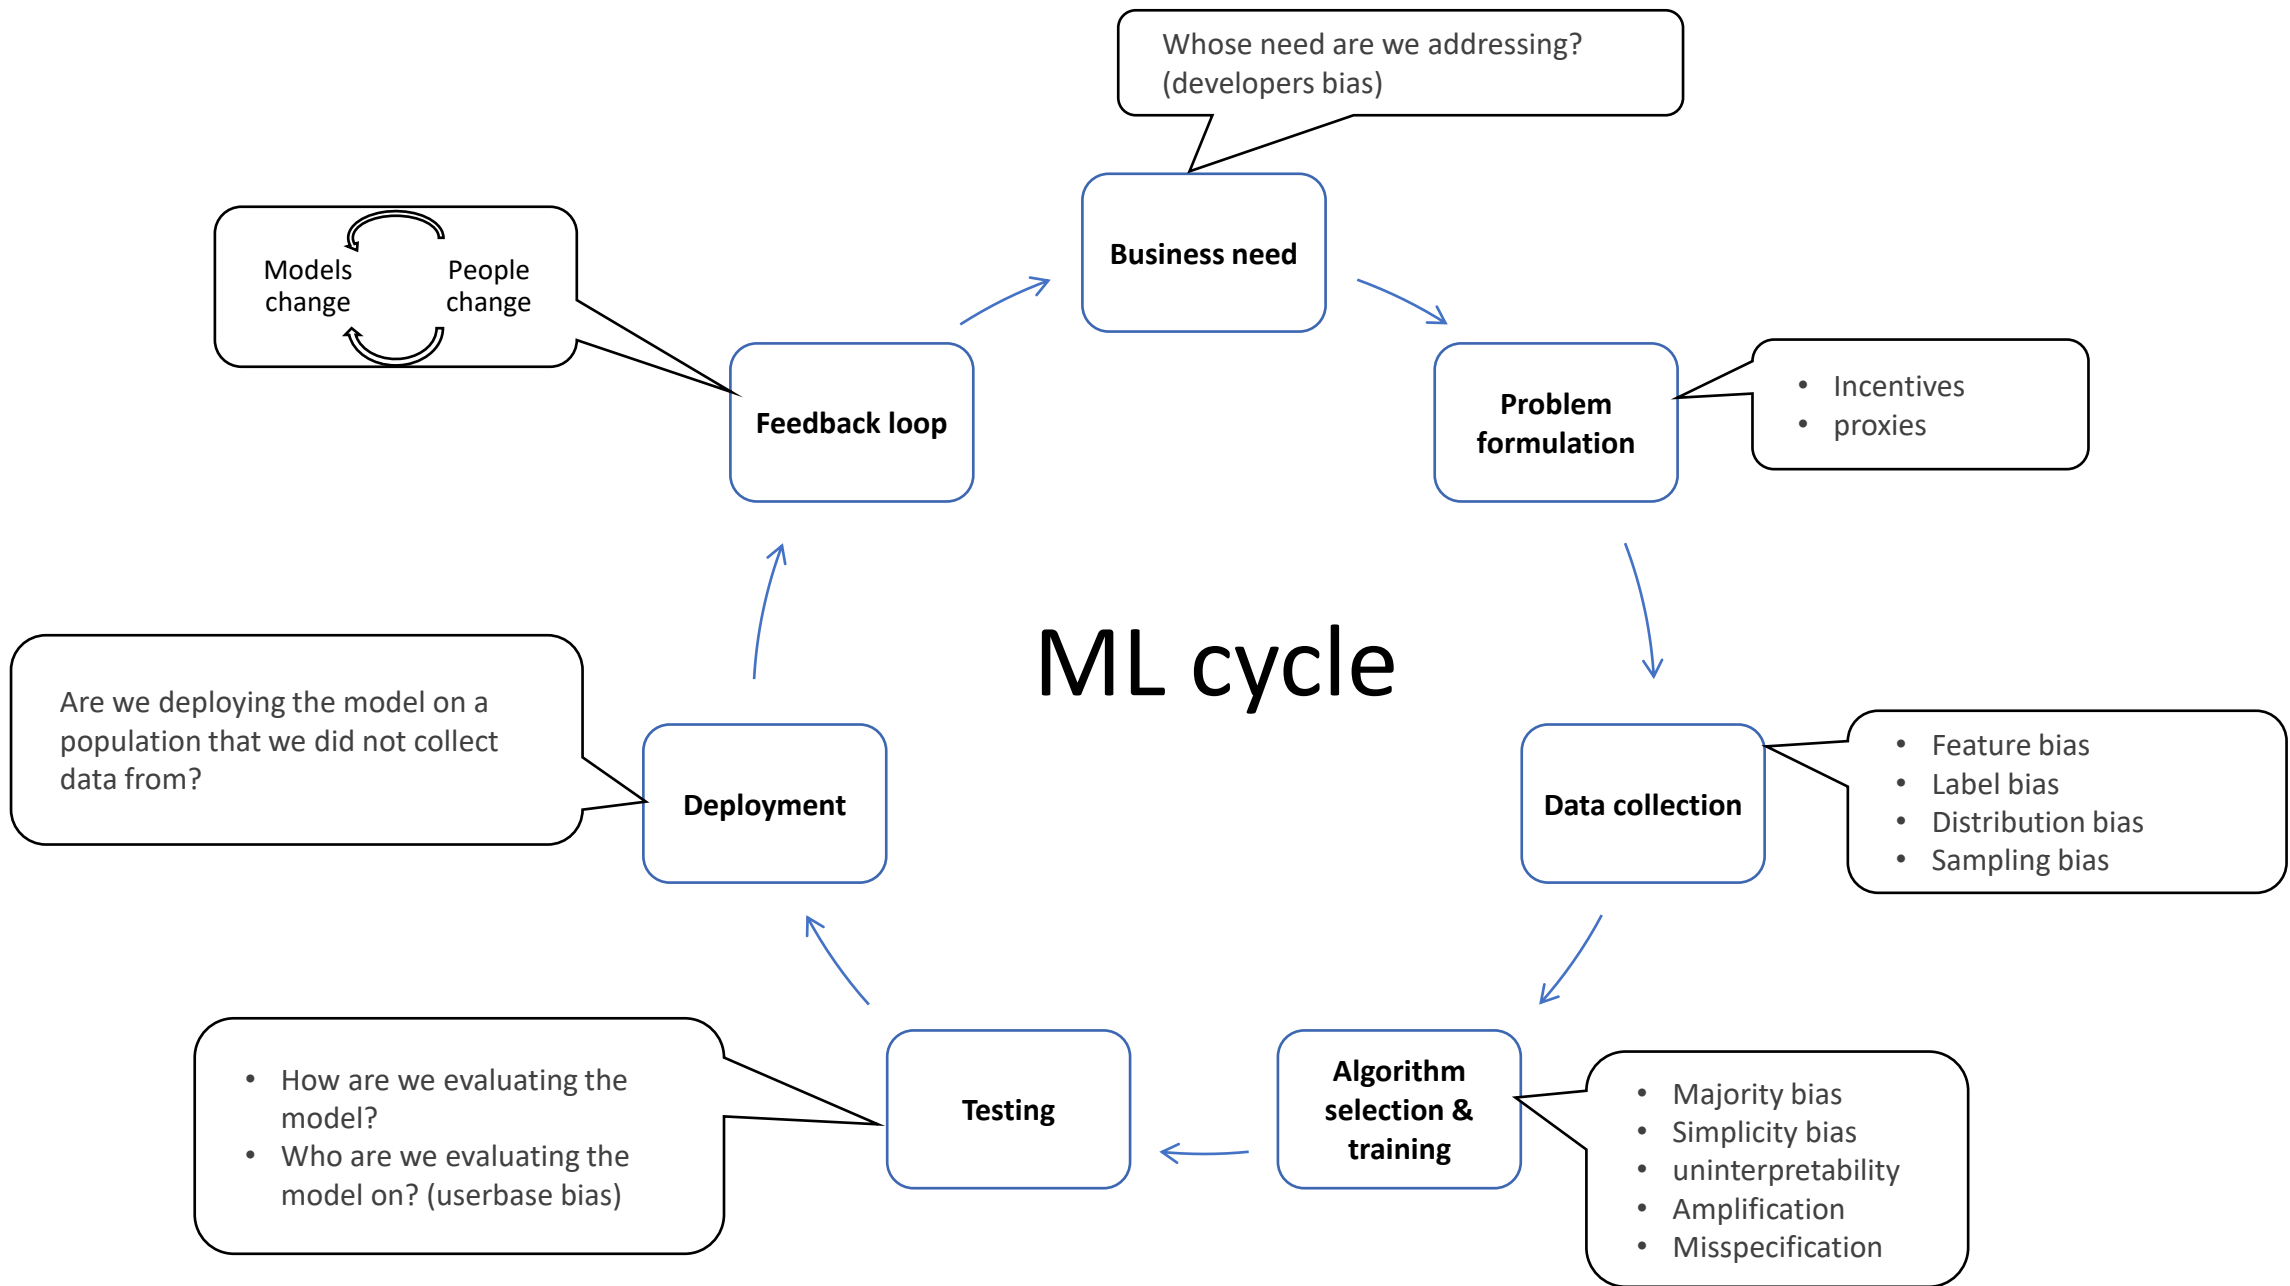 Whose need are we addressing?
(developers bias)
Business need
Models
change
People
change
Feedback loop
Problem
formulation
• Incentives
• proxies
ML cycle
Are we deploying the model on a
population that we did not collect
data from?
Deployment
Data collection
• Feature bias
• Label bias
• Distribution bias
• Sampling bias
• How are we evaluating the
model?
• Who are we evaluating the
model on? (userbase bias)
Testing
Algorithm
selection &
training
• Majority bias
• Simplicity bias
• uninterpretability
• Amplification
• Misspecification